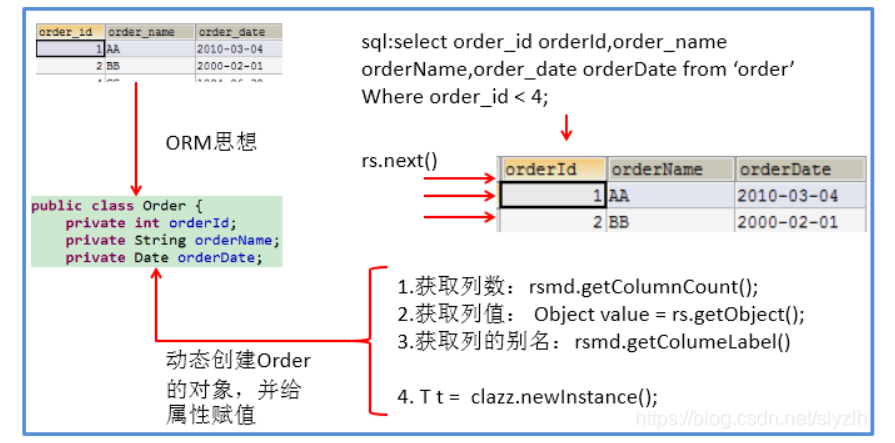 order_id order_name order_date
1 AA 2010-03-04
2 BB 2000-02-01
sql:select order_id orderId,order_name
orderName,order_date orderDate from ‘order’
Where order_id < 4;
ORM思想
rs.next()
orderId orderName orderDate
1 AA 2010-03-04
2 BB 2000-02-01
public class Order {
private int orderId;
private String orderName;
private Date orderDate;
1.获取列数：rsmd.getColumnCount();
2.获取列值： Object value = rs.getObject();
3.获取列的别名：rsmd.getColumeLabel()
4. T t = clazz.newInstance();
动态创建Order
的对象，并给
属性赋值
https://blog.csdn.net/slyzlh